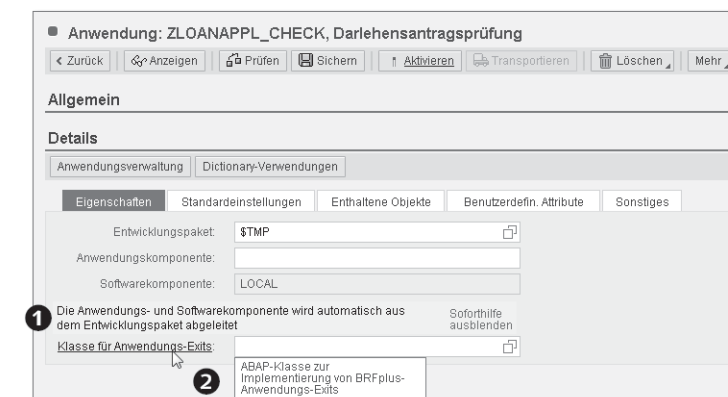 Anwendung: ZLOANAPPL_CHECK, Darlehensantragsprüfung
Zurück Anzeigen Prüfen Sichern Aktivieren Transportieren Löschen Mehr
Allgemein
Details
Anwendungsverwaltung Dictionary-Verwendungen
Eigenschaften Standardeinstellungen Enthaltene Objekte Benutzerdefin. Attribute Sonstiges
Entwicklungspaket: $TMP
Anwendungskomponente:
Softwarekomponente: LOCAL
1 Die Anwendungs- und Softwarekomponente wird automatisch aus
dem Entwicklungspaket abgeleitet
Soforthilfe
ausblenden
Klasse für Anwendungs-Exits:
2 ABAP-Klasse zur
Implementierung von BRFplus-
Anwendungs-Exits